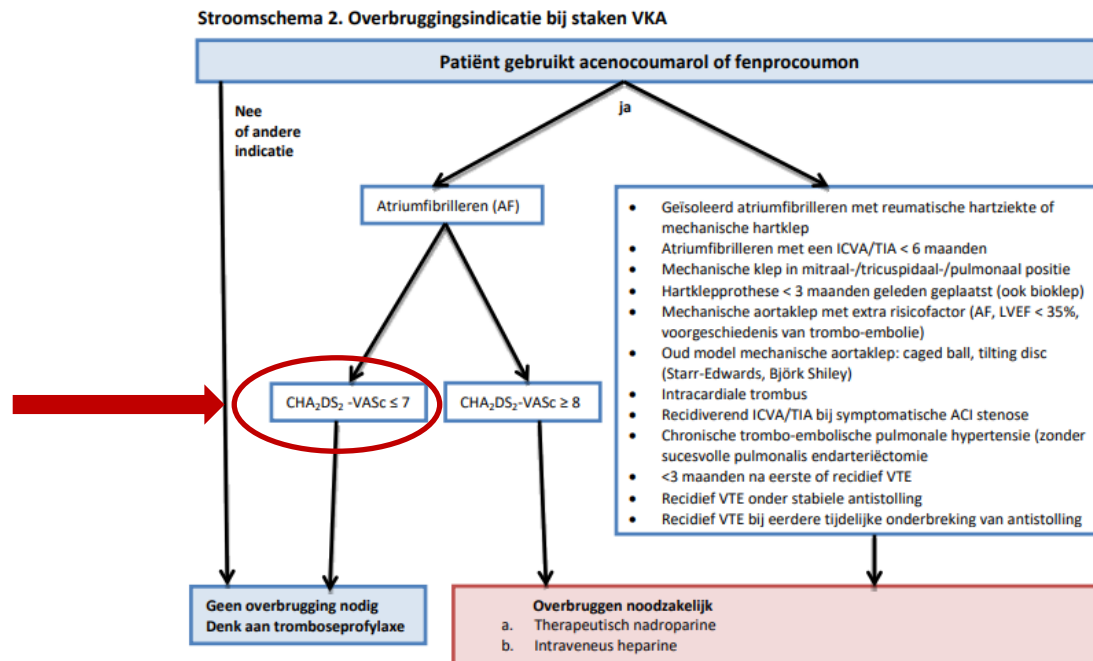 Stroomschema 2. Overbruggingsindicatie bij staken VKA
Patiënt gebruikt acenocoumarol of fenprocoumon
Nee
of andere
indicatie
ja
Atriumfibrilleren (AF)
CHA₂DS₂ -VASc ≤ 7
CHA₂DS₂-VASc ≥ 8
• Geïsoleerd atriumfibrilleren met reumatische hartziekte of
mechanische hartklep
• Atriumfibrilleren met een ICVA/TIA < 6 maanden
• Mechanische klep in mitraal-/tricuspidaal-/pulmonaal positie
• Hartklepprothese < 3 maanden geleden geplaatst (ook bioklep)
• Mechanische aortaklep met extra risicofactor (AF, LVEF < 35%,
voorgeschiedenis van trombo-embolie)
• Oud model mechanische aortaklep: caged ball, tilting disc
(Starr-Edwards, Björk Shiley)
• Intracardiale trombus
• Recidiverend ICVA/TIA bij symptomatische ACI stenose
• Chronische trombo-embolische pulmonale hypertensie (zonder
sucesvolle pulmonalis endarteriëctomie
• <3 maanden na eerste of recidief VTE
• Recidief VTE onder stabiele antistolling
• Recidief VTE bij eerdere tijdelijke onderbreking van antistolling
Geen overbrugging nodig
Denk aan tromboseprofylaxe
Overbruggen noodzakelijk
a. Therapeutisch nadroparine
b. Intraveneus heparine